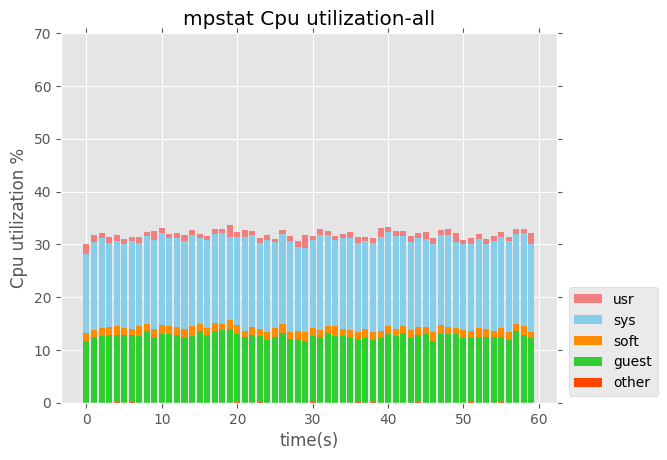 mpstat Cpu utilization-all
70
60
50
40
30
20
10
0
Cpu utilization %
0 10 20 30 40 50 60
time(s)
usr
sys
soft
guest
other